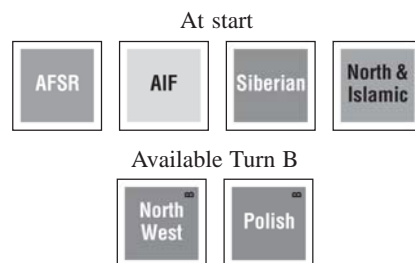 At start
AFSR
AIF
Siberian
North &
Islamic
Available Turn B
B
North
West
B
Polish